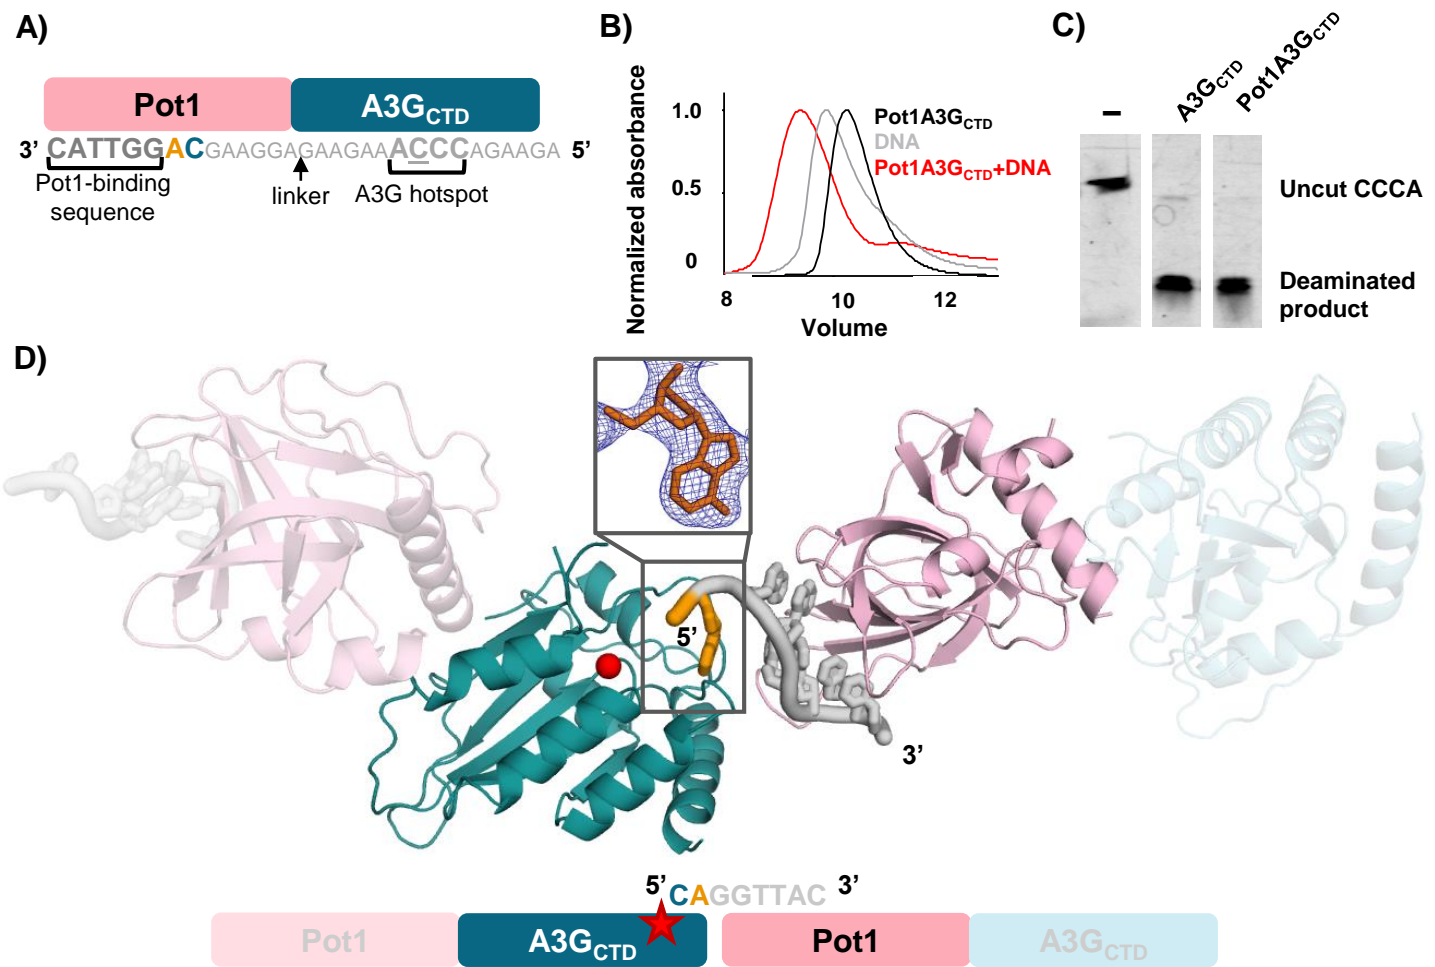 A)
Pot1 A3GCTD
3’ CATTGGACGAAGGAGAAGAAACCCAGAAGA 5’
Pot1-binding
sequence
linker
A3G hotspot
B)
Normalized absorbance
1.0
0.5
0
8 10 12
Volume
Pot1A3GCTD
DNA
Pot1A3GCTD+DNA
C)
– A3GCTD Pot1A3GCTD
Uncut CCCA
Deaminated
product
D)
5’
3’
5’ CAGGTTAC 3’
Pot1 A3GCTD Pot1 A3GCTD